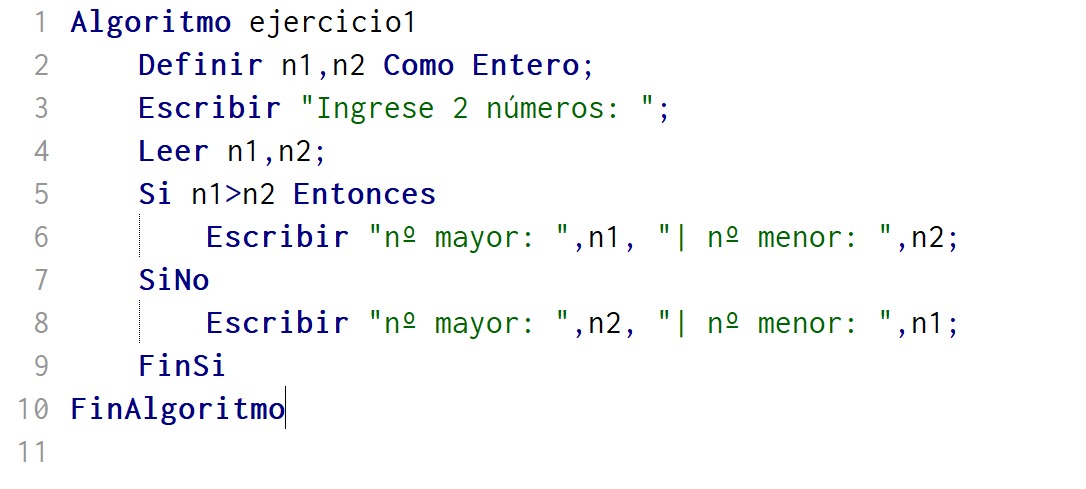 1 Algoritmo ejercicio1
2 Definir n1,n2 Como Entero;
3 Escribir "Ingrese 2 números: ";
4 Leer n1,n2;
5 Si n1>n2 Entonces
6 Escribir "nº mayor: ",n1, "| nº menor: ",n2;
7 SiNo
8 Escribir "nº mayor: ",n2, "| nº menor: ",n1;
9 FinSi
10 FinAlgoritmo
11